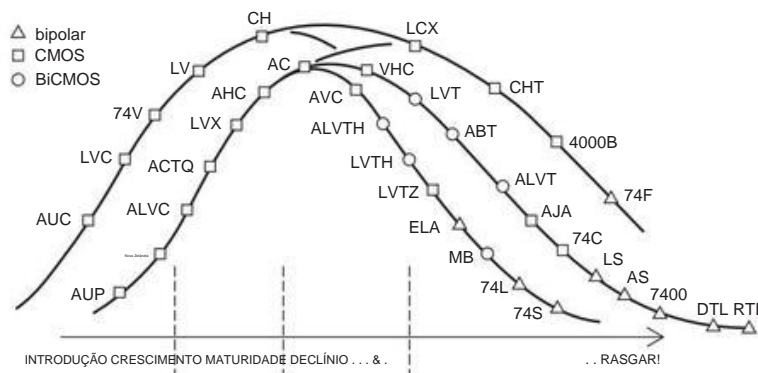 CH
LCX
bipolar
CMOS
BiCMOS
LV
AC
VHC
CHT
AHC
AVC
LVT
74V
LVX
ALVTH
ABT
4000B
LVC
ACTQ
LVTH
ALVT
74F
LVTZ
AUC
ALVC
ELA
AJA
74C
MB
LS
AUP
74L
AS
74S
7400
DTL RTL
INTRODUÇÃO CRESCIMENTO MATURIDADE DECLÍNIO . . . & .
. . RASGAR!